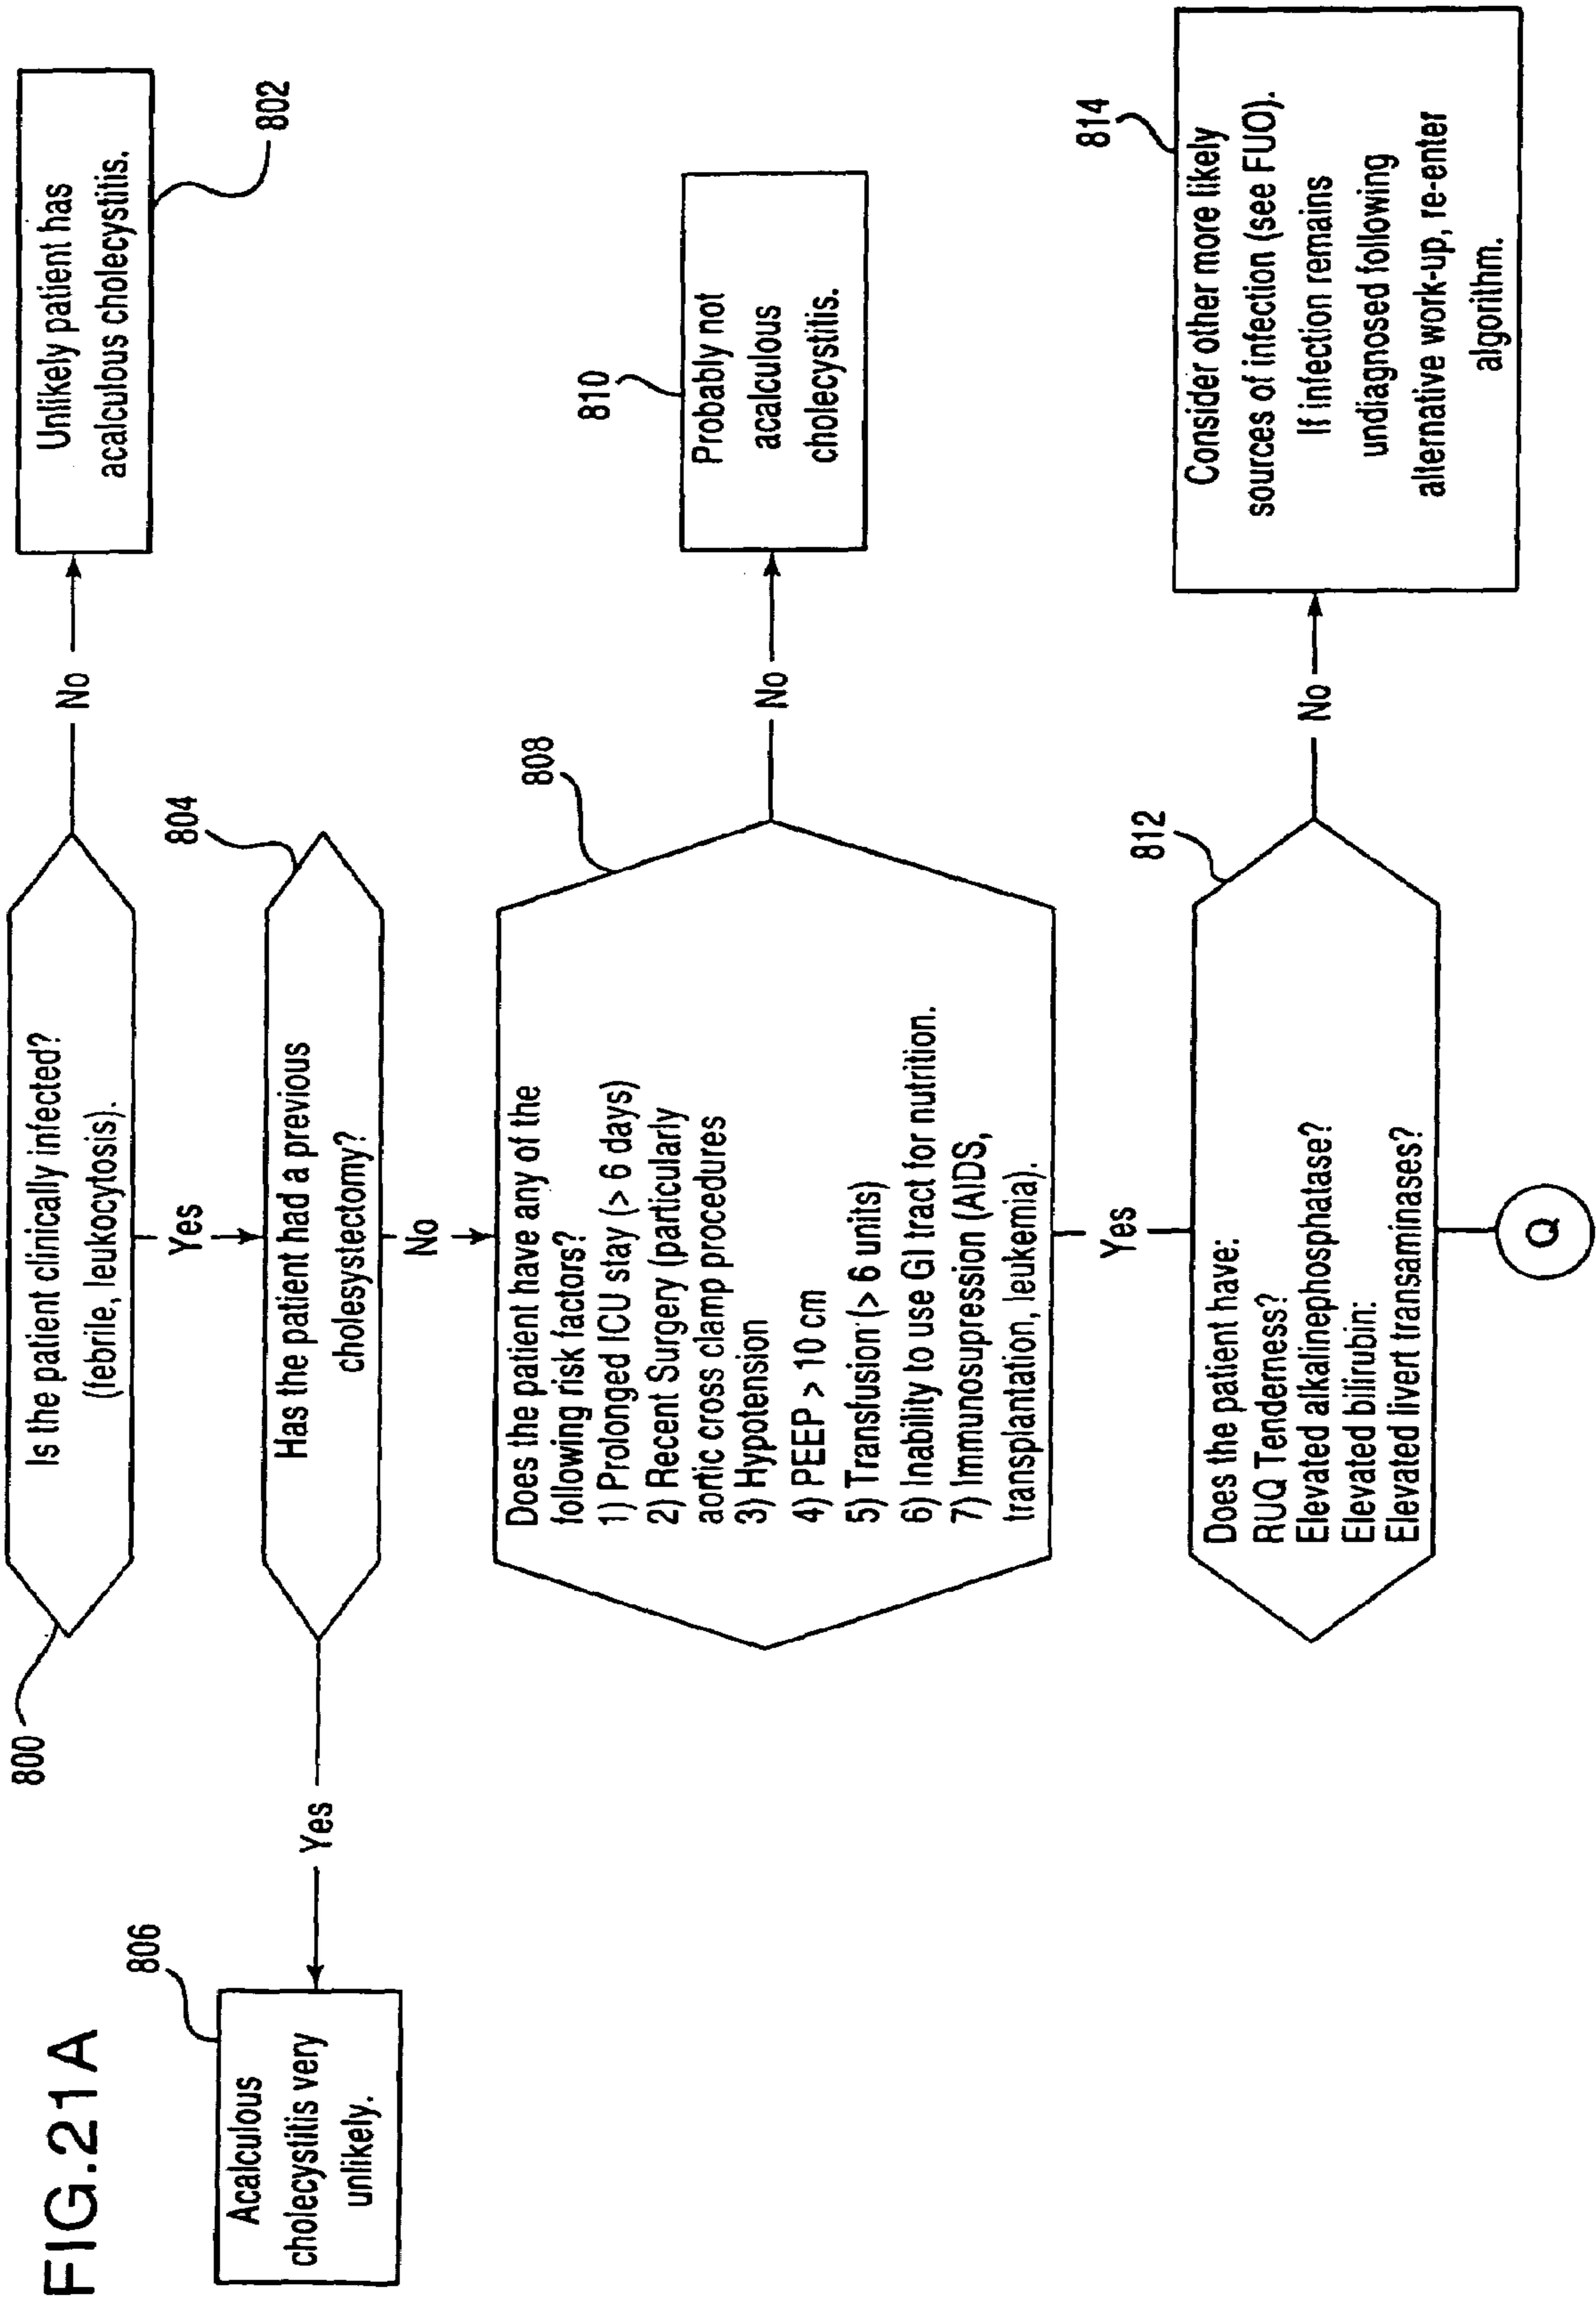 FIG.21A
800
Is the patient clinically infected?
(febrile, leukocytosis).
No
Unlikely patient has
acalculous cholecystitis.
802
Yes
804
Has the patient had a previous
cholesystectomy?
Yes
806
Acalculous
cholecystitis very
unlikely.
No
808
Does the patient have any of the
following risk factors?
1) Prolonged ICU stay (> 6 days)
2) Recent Surgery (particularly
aortic cross clamp procedures
3) Hypotension
4) PEEP > 10 cm
5) Transfusion (> 6 units)
6) Inability to use GI tract for nutrition.
7) Immunosupression (AIDS,
transplantation, leukemia).
No
810
Probably not
acalculous
cholecystitis.
Yes
812
Does the patient have:
RUQ Tenderness?
Elevated alkalinephosphatase?
Elevated bilirubin:
Elevated livert transaminases?
No
814
Consider other more likely
sources of infection (see FUO).
If infection remains
undiagnosed following
alternative work-up, re-enter
algorithm.
Q